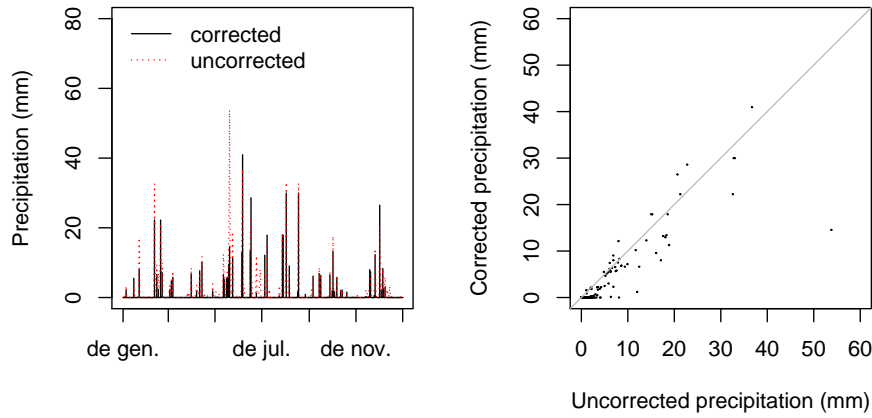 Precipitation (mm)
80
60
40
20
0
corrected
uncorrected
de gen.
de jul.
de nov.
Corrected precipitation (mm)
60
50
40
30
20
10
0
0 10 20 30 40 50 60
Uncorrected precipitation (mm)